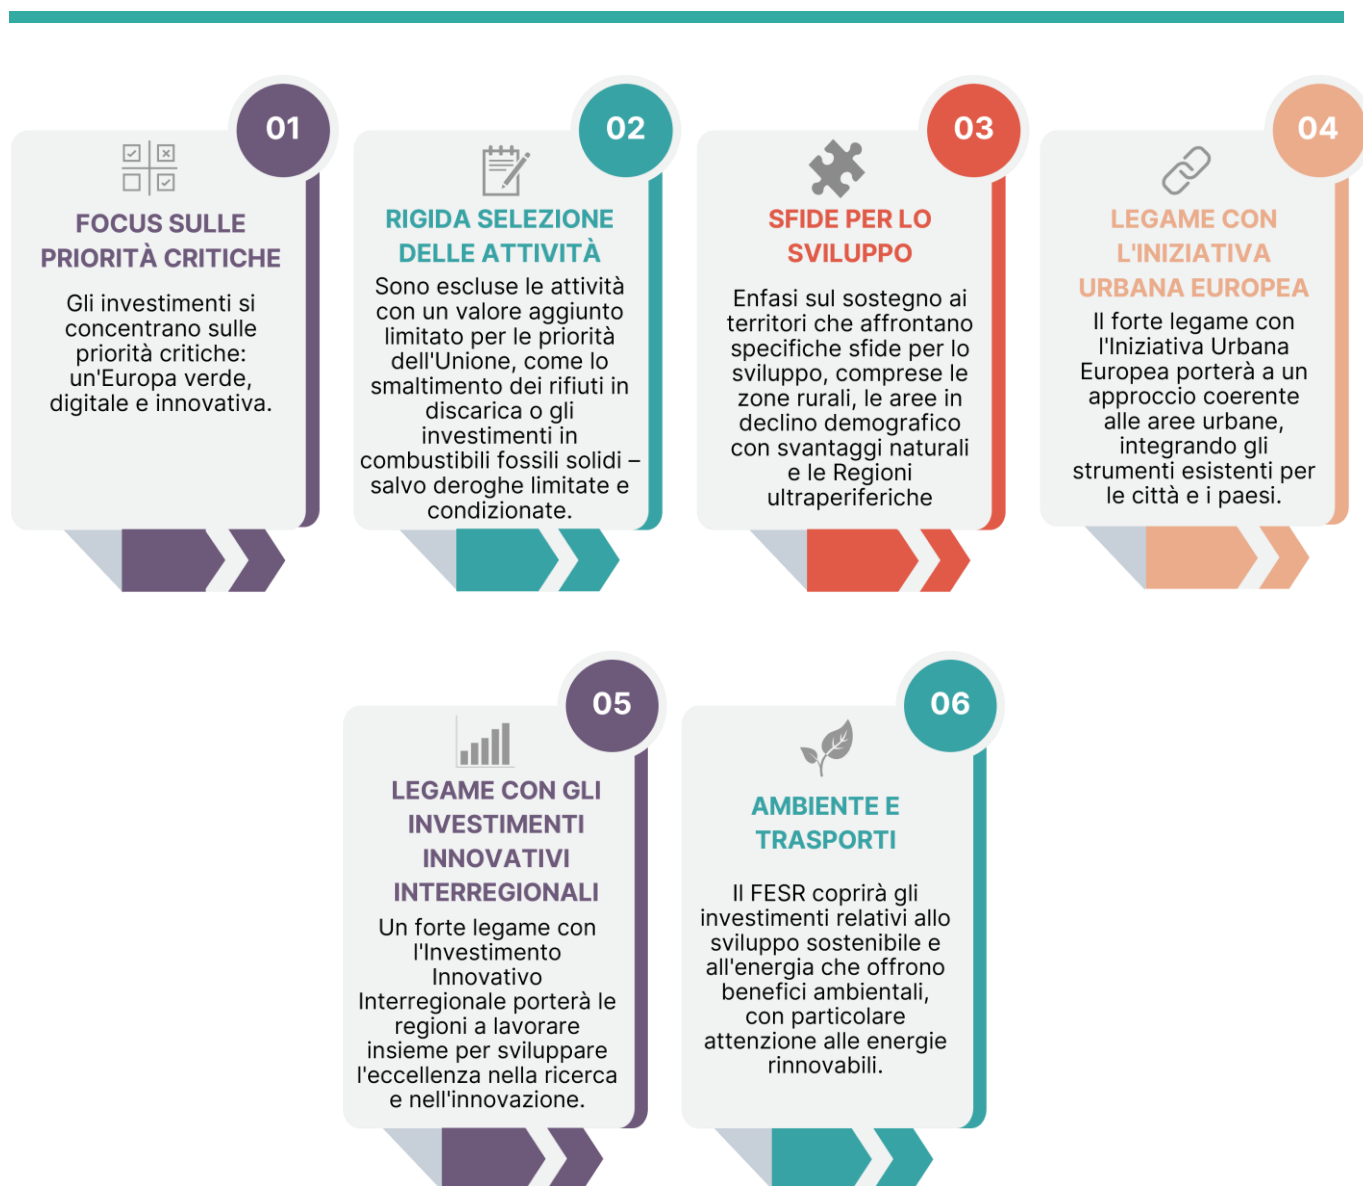 01
FOCUS SULLE
PRIORITÀ CRITICHE
Gli investimenti si
concentrano sulle
priorità critiche:
un'Europa verde,
digitale e innovativa.
02
RIGIDA SELEZIONE
DELLE ATTIVITÀ
Sono escluse le attività
con un valore aggiunto
limitato per le priorità
dell'Unione, come lo
smaltimento dei rifiuti in
discarica o gli
investimenti in
combustibili fossili solidi –
salvo deroghe limitate e
condizionate.
03
SFIDE PER LO
SVILUPPO
Enfasi sul sostegno ai
territori che affrontano
specifiche sfide per lo
sviluppo, comprese le
zone rurali, le aree in
declino demografico
con svantaggi naturali
e le Regioni
ultraperiferiche
04
LEGAME CON
L'INIZIATIVA
URBANA EUROPEA
Il forte legame con
l'Iniziativa Urbana
Europea porterà a un
approccio coerente
alle aree urbane,
integrando gli
strumenti esistenti per
le città e i paesi.
05
LEGAME CON GLI
INVESTIMENTI
INNOVATIVI
INTERREGIONALI
Un forte legame con
l'Investimento
Innovativo
Interregionale porterà le
regioni a lavorare
insieme per sviluppare
l'eccellenza nella ricerca
e nell'innovazione.
06
AMBIENTE E
TRASPORTI
Il FESR coprirà gli
investimenti relativi allo
sviluppo sostenibile e
all'energia che offrono
benefici ambientali,
con particolare
attenzione alle energie
rinnovabili.